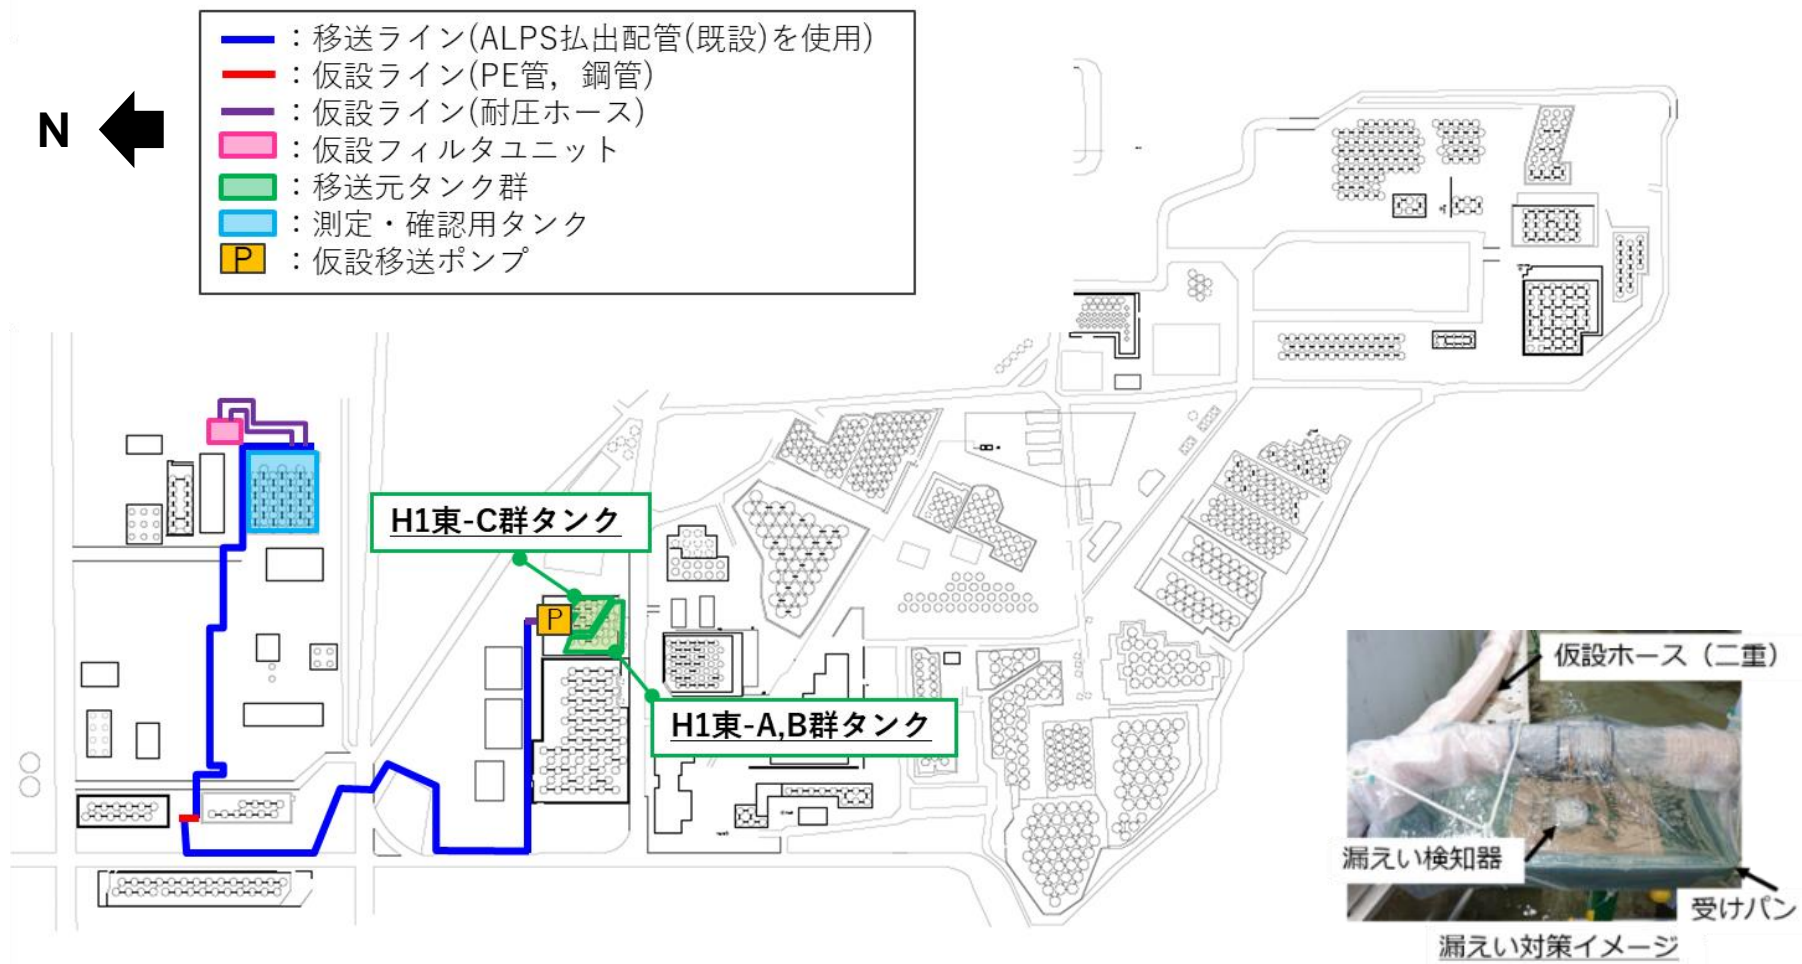 ：移送ライン(ALPS払出配管(既設)を使用)
：仮設ライン(PE管，鋼管)
：仮設ライン(耐圧ホース)
：仮設フィルタユニット
：移送元タンク群
：測定・確認用タンク
P：仮設移送ポンプ
N
H1東-C群タンク
P
H1東-A,B群タンク
仮設ホース（二重）
漏えい検知器
受けパン
漏えい対策イメージ